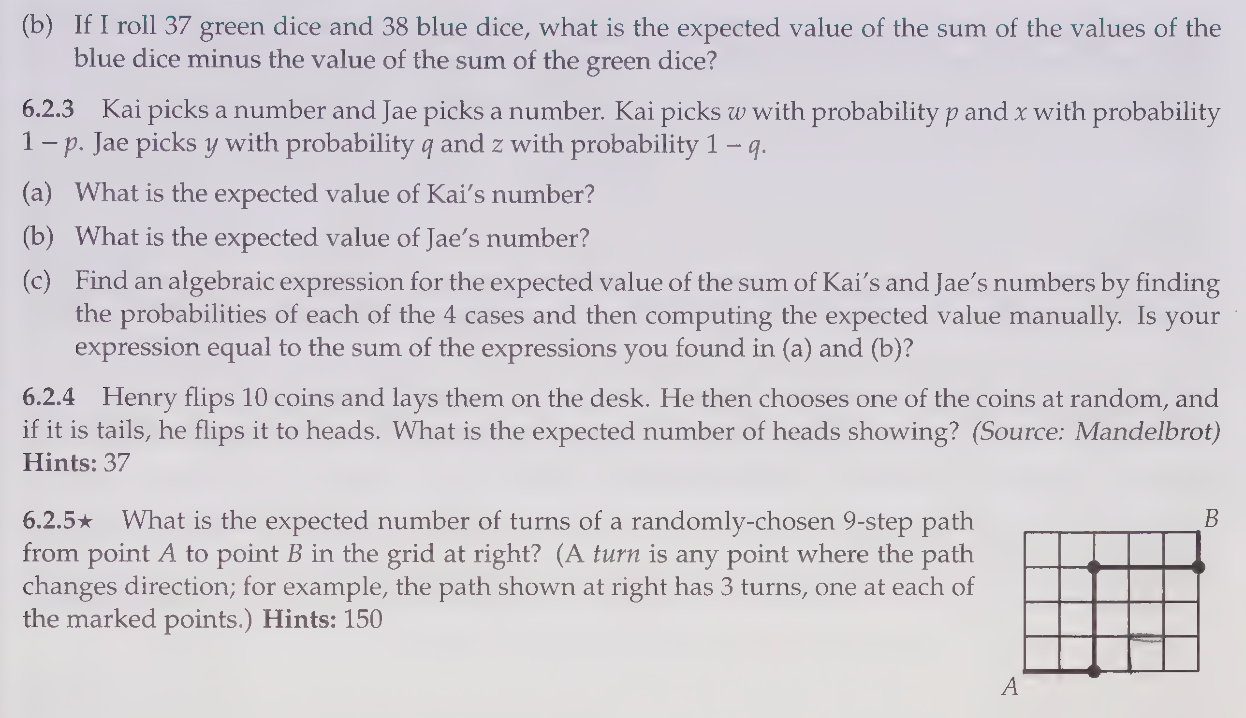 (b) If I roll 37 green dice and 38 blue dice, what is the expected value of the sum of the values of the
blue dice minus the value of the sum of the green dice?
6.2.3 Kai picks a number and Jae picks a number. Kai picks w with probability p and x with probability
1 − p. Jae picks y with probability q and z with probability 1 − q.
(a) What is the expected value of Kai's number?
(b) What is the expected value of Jae's number?
(c) Find an algebraic expression for the expected value of the sum of Kai's and Jae's numbers by finding
the probabilities of each of the 4 cases and then computing the expected value manually. Is your
expression equal to the sum of the expressions you found in (a) and (b)?
6.2.4 Henry flips 10 coins and lays them on the desk. He then chooses one of the coins at random, and
if it is tails, he flips it to heads. What is the expected number of heads showing? (Source: Mandelbrot)
Hints: 37
6.2.5★ What is the expected number of turns of a randomly-chosen 9-step path
from point A to point B in the grid at right? (A turn is any point where the path
changes direction; for example, the path shown at right has 3 turns, one at each of
the marked points.) Hints: 150
B
A